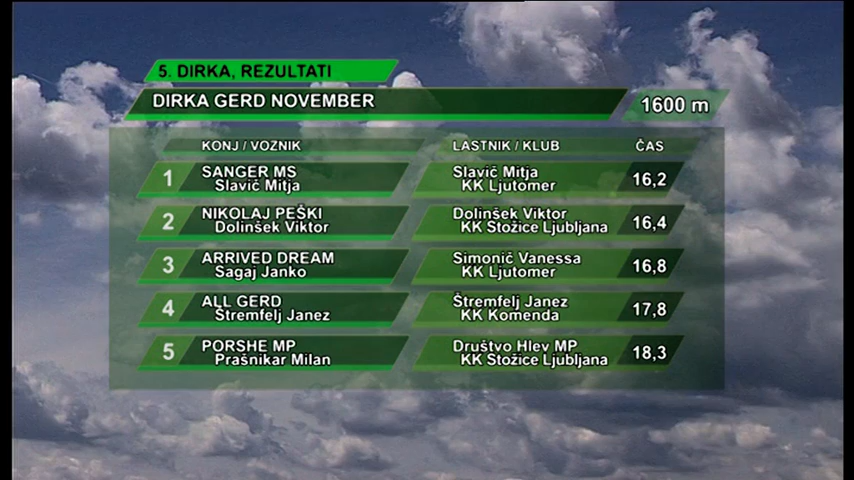 5. DIRKA, REZULTATI
DIRKA GERD NOVEMBER
1600 m
KONJ / VOZNIK LASTNIK / KLUB ČAS
1 SANGER MS Slavič Mitja 16,2
Slavič Mitja KK Ljutomer
2 NIKOLAJ PEŠKI Dolinšek Viktor 16,4
Dolinšek Viktor KK Stožice Ljubljana
3 ARRIVED DREAM Simonič Vanessa 16,8
Sagaj Janko KK Ljutomer
4 ALL GERD Štremfelj Janez 17,8
Štremfelj Janez KK Komenda
5 PORSHE MP Društvo Hlev MP 18,3
Prašnikar Milan KK Stožice Ljubljana